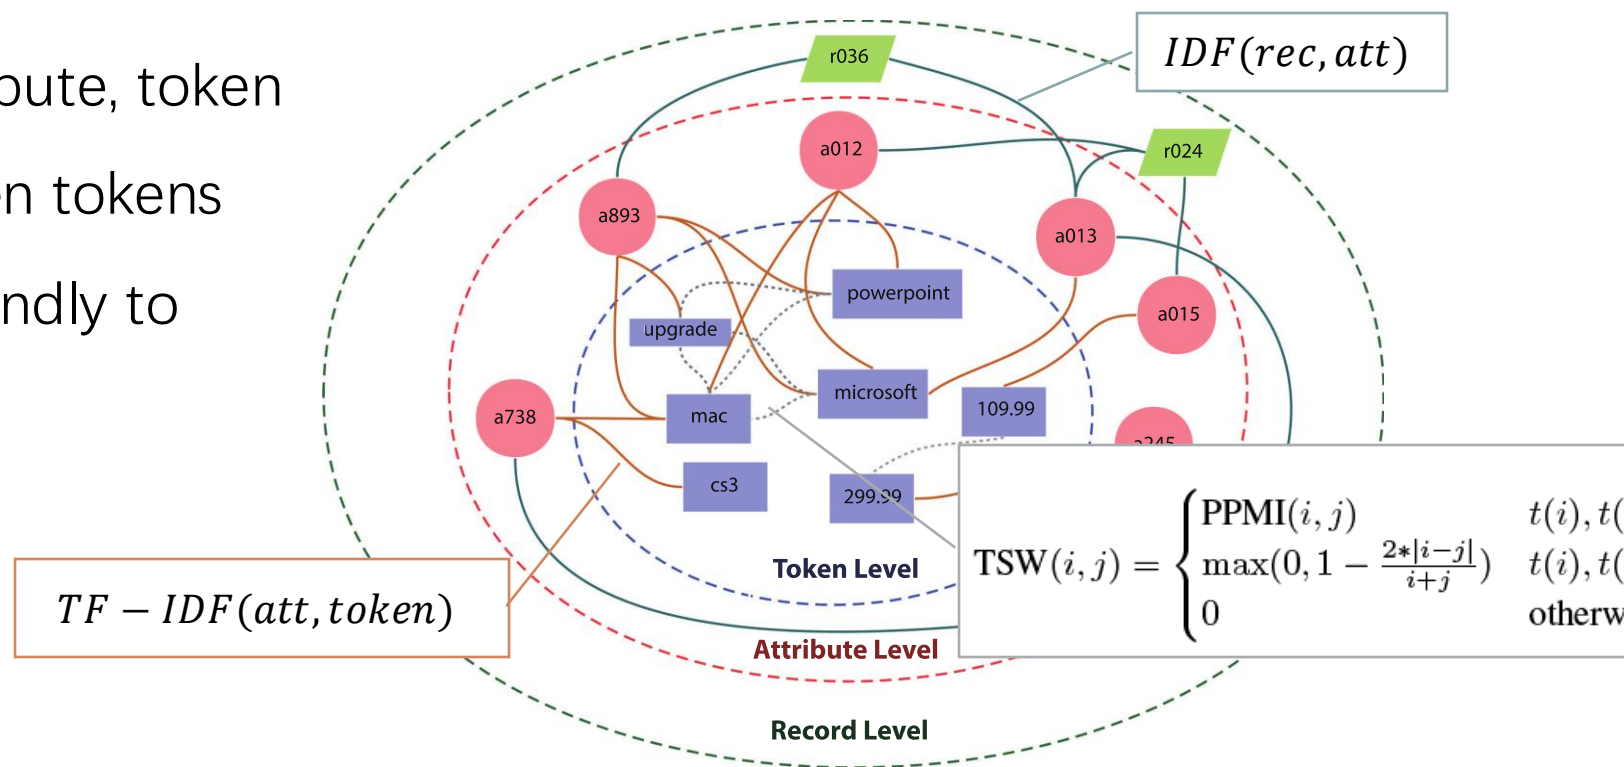 bute, token
n tokens
ndly to
IDF(rec, att)
r036
a012
r024
a893
a013
powerpoint
a015
upgrade
microsoft
mac
109.99
a738
a245
cs3
299.99
TSW(i, j) = { PPMI(i, j) t(i), t(
max(0, 1 − 2*|i−j| / i+j) t(i), t(
0 otherw
Token Level
TF − IDF(att, token)
Attribute Level
Record Level